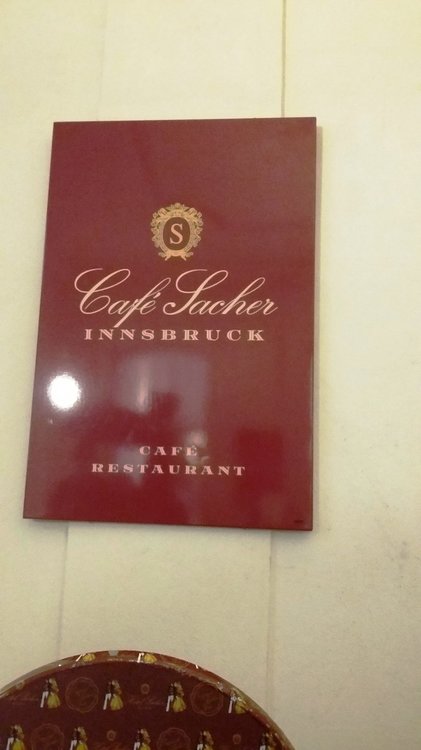 S
Café Sacher
INNSBRUCK
CAFÉ
RESTAURANT